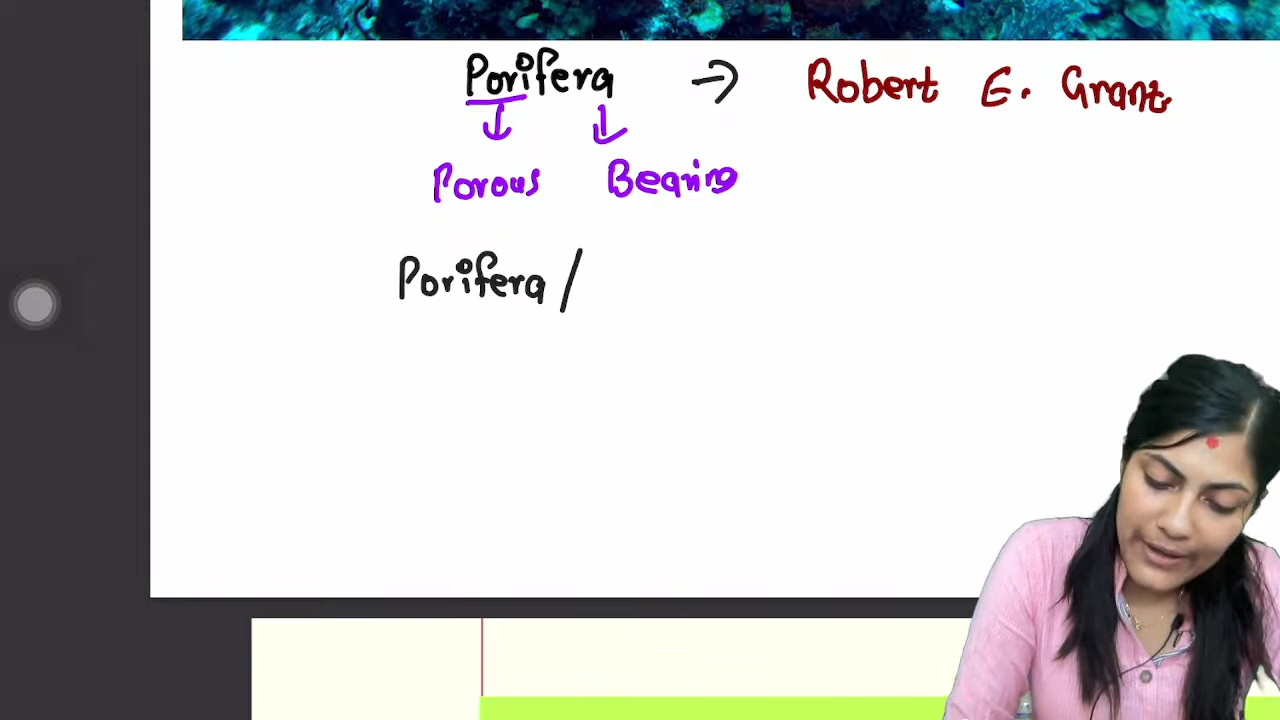 Porifera → Robert E. Grant
↓ ↓
Porous Bearing
Porifera /